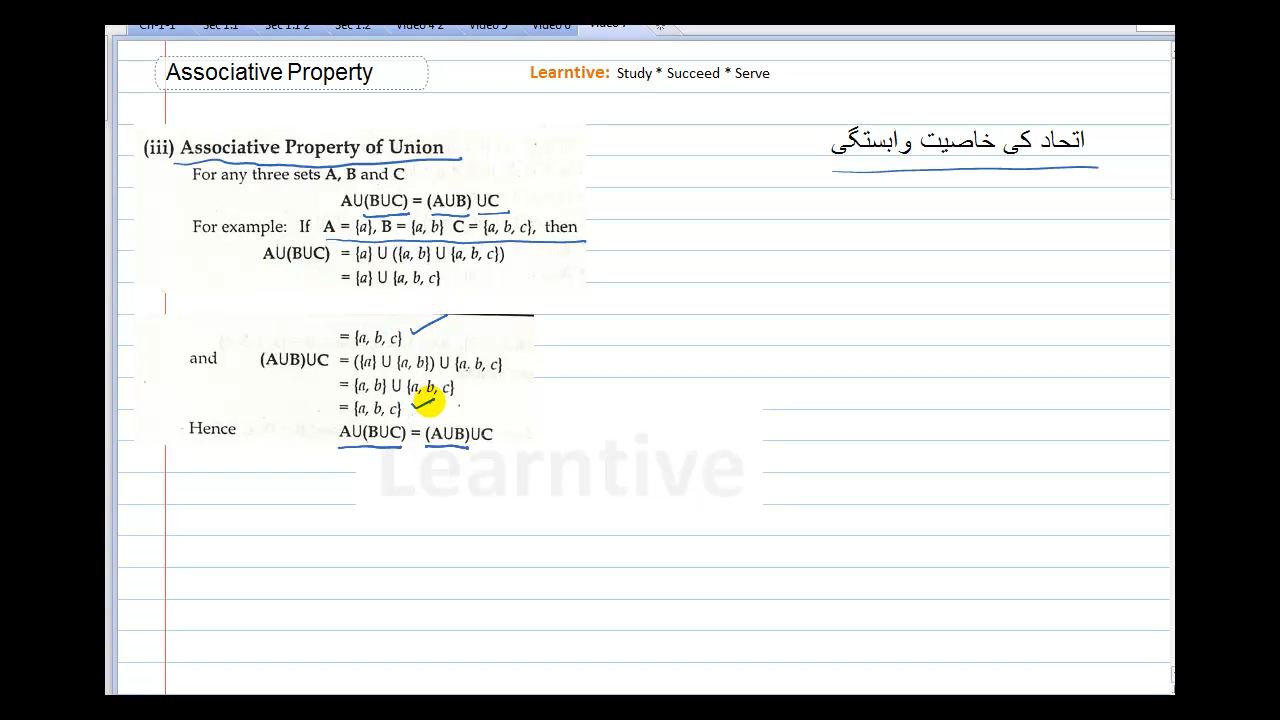 Associative Property
Learntive: Study * Succeed * Serve
اتحاد کی خاصیت وابستگی
(iii) Associative Property of Union
For any three sets A, B and C
AU(BUC) = (AUB) UC
For example: If A = {a}, B = {a, b} C = {a, b, c}, then
AU(BUC) = {a} U ({a, b} U {a, b, c})
= {a} U {a, b, c}
= {a, b, c}
and (AUB)UC = ({a} U {a, b}) U {a, b, c}
= {a, b} U {a, b, c}
= {a, b, c}
Hence AU(BUC) = (AUB)UC
Learntive